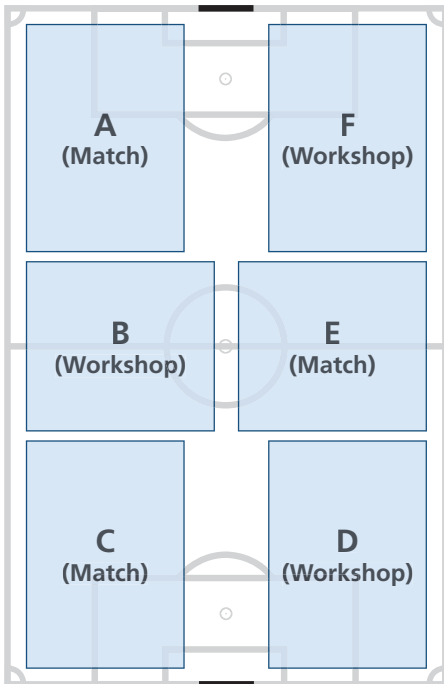 A
(Match)
F
(Workshop)
B
(Workshop)
E
(Match)
C
(Match)
D
(Workshop)